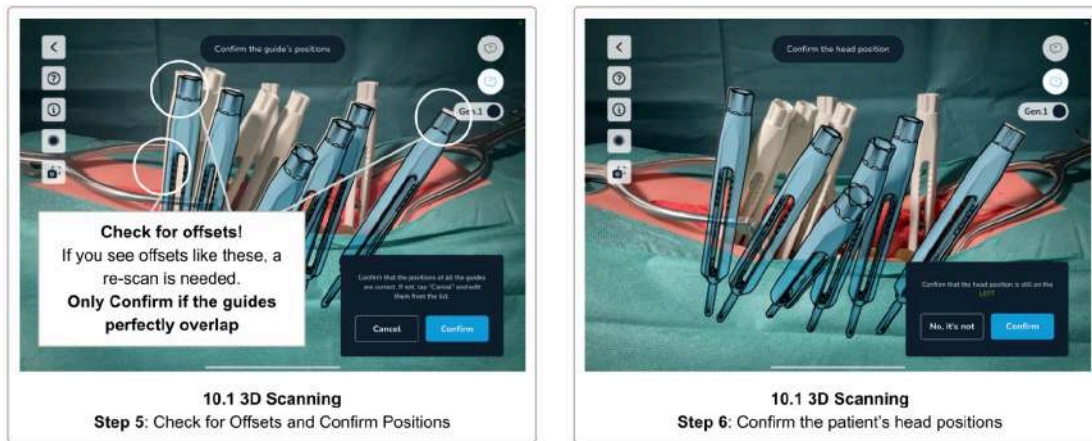 Confirm the guide's positions
Gen.1
Check for offsets!
If you see offsets like these, a
re-scan is needed.
Only Confirm if the guides
perfectly overlap
Confirm that the positions of all the guides
are correct. If not, tap "Cancel" and edit
them from the list.
Cancel
Confirm
10.1 3D Scanning
Step 5: Check for Offsets and Confirm Positions
Confirm the head position
Gen.1
Confirm that the head position is still on the
LEFT
No, it's not
Confirm
10.1 3D Scanning
Step 6: Confirm the patient's head positions